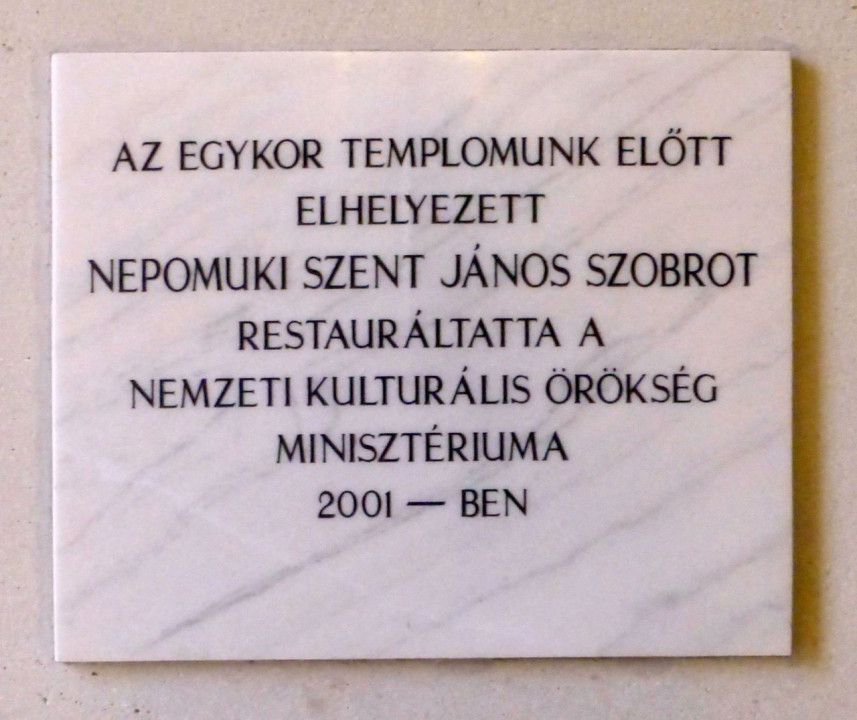 AZ EGYKOR TEMPLOMUNK ELŐTT
ELHELYEZETT
NEPOMUKI SZENT JÁNOS SZOBROT
RESTAURÁLTATTA A
NEMZETI KULTURÁLIS ÖRÖKSÉG
MINISZTÉRIUMA
2001 — BEN